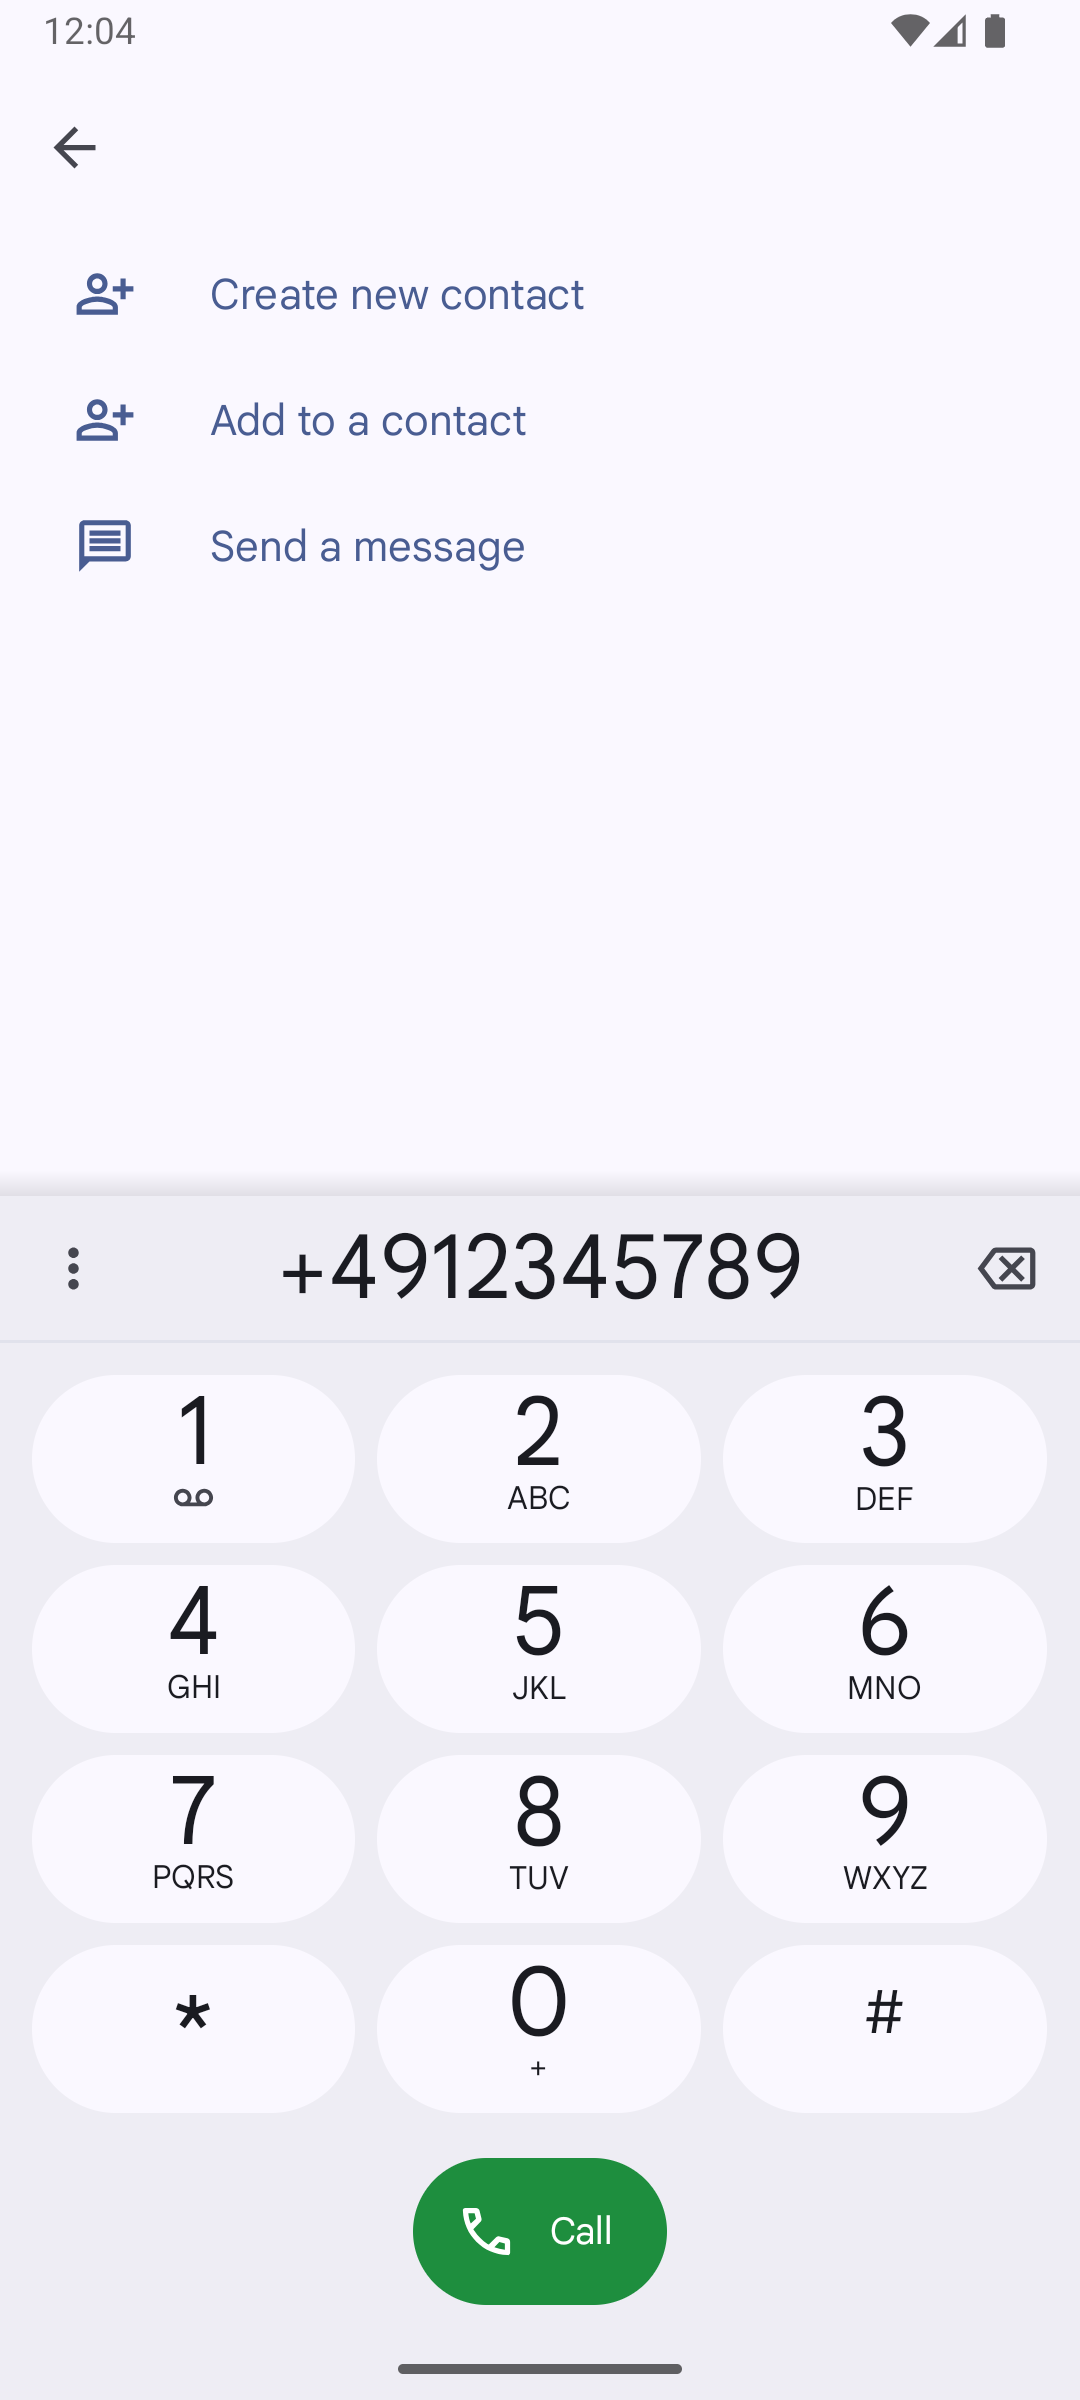 12:04
Create new contact
Add to a contact
Send a message
+4912345789
1
2
ABC
3
DEF
4
GHI
5
JKL
6
MNO
7
PQRS
8
TUV
9
WXYZ
*
0
+
#
Call